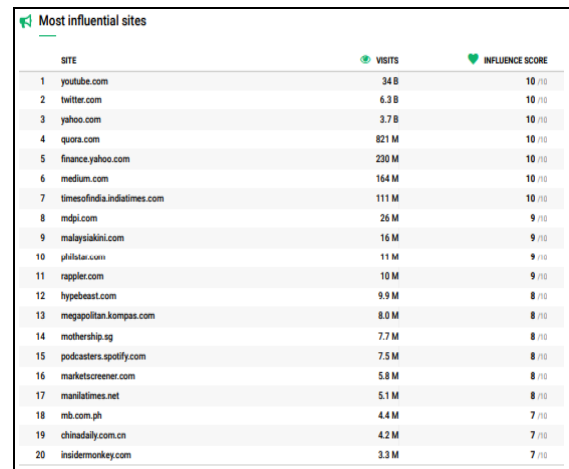 Most influential sites
SITE VISITS INFLUENCE SCORE
1 youtube.com 34 B 10 /10
2 twitter.com 6.3 B 10 /10
3 yahoo.com 3.7 B 10 /10
4 quora.com 821 M 10 /10
5 finance.yahoo.com 230 M 10 /10
6 medium.com 164 M 10 /10
7 timesofindia.indiatimes.com 111 M 10 /10
8 mdpi.com 26 M 9 /10
9 malaysiakini.com 16 M 9 /10
10 philstar.com 11 M 9 /10
11 rappler.com 10 M 9 /10
12 hypebeast.com 9.9 M 8 /10
13 megapolitan.kompas.com 8.0 M 8 /10
14 mothership.sg 7.7 M 8 /10
15 podcasters.spotify.com 7.5 M 8 /10
16 marketscreener.com 5.8 M 8 /10
17 manilatimes.net 5.1 M 8 /10
18 mb.com.ph 4.4 M 7 /10
19 chinadaily.com.cn 4.2 M 7 /10
20 insidermonkey.com 3.3 M 7 /10